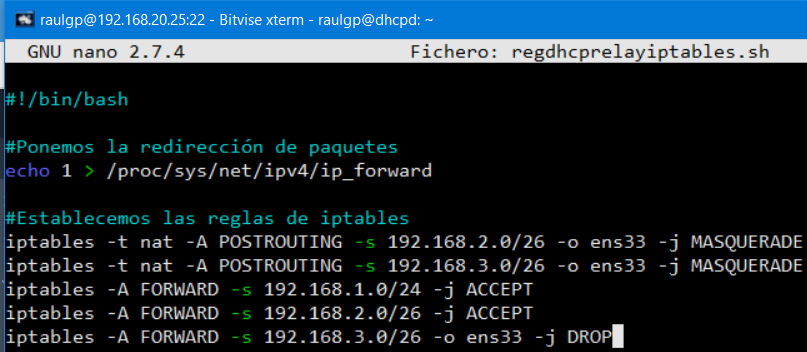 raulgp@192.168.20.25:22 - Bitvise xterm - raulgp@dhcpd: ~
GNU nano 2.7.4 Fichero: regdhcprelayiptables.sh
#!/bin/bash
#Ponemos la redirección de paquetes
echo 1 > /proc/sys/net/ipv4/ip_forward
#Establecemos las reglas de iptables
iptables -t nat -A POSTROUTING -s 192.168.2.0/26 -o ens33 -j MASQUERADE
iptables -t nat -A POSTROUTING -s 192.168.3.0/26 -o ens33 -j MASQUERADE
iptables -A FORWARD -s 192.168.1.0/24 -j ACCEPT
iptables -A FORWARD -s 192.168.2.0/26 -j ACCEPT
iptables -A FORWARD -s 192.168.3.0/26 -o ens33 -j DROP